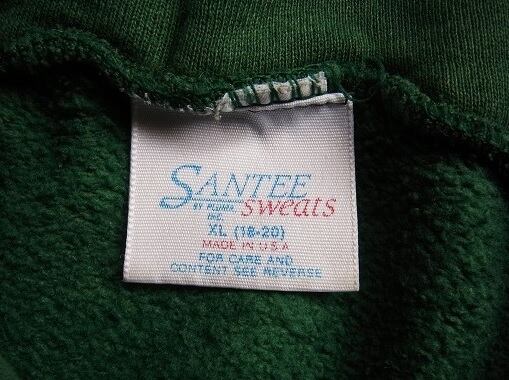 SANTEE
sweats
BY PLUMA
INC.
XL (18-20)
MADE IN U.S.A
FOR CARE AND
CONTENT SEE REVERSE